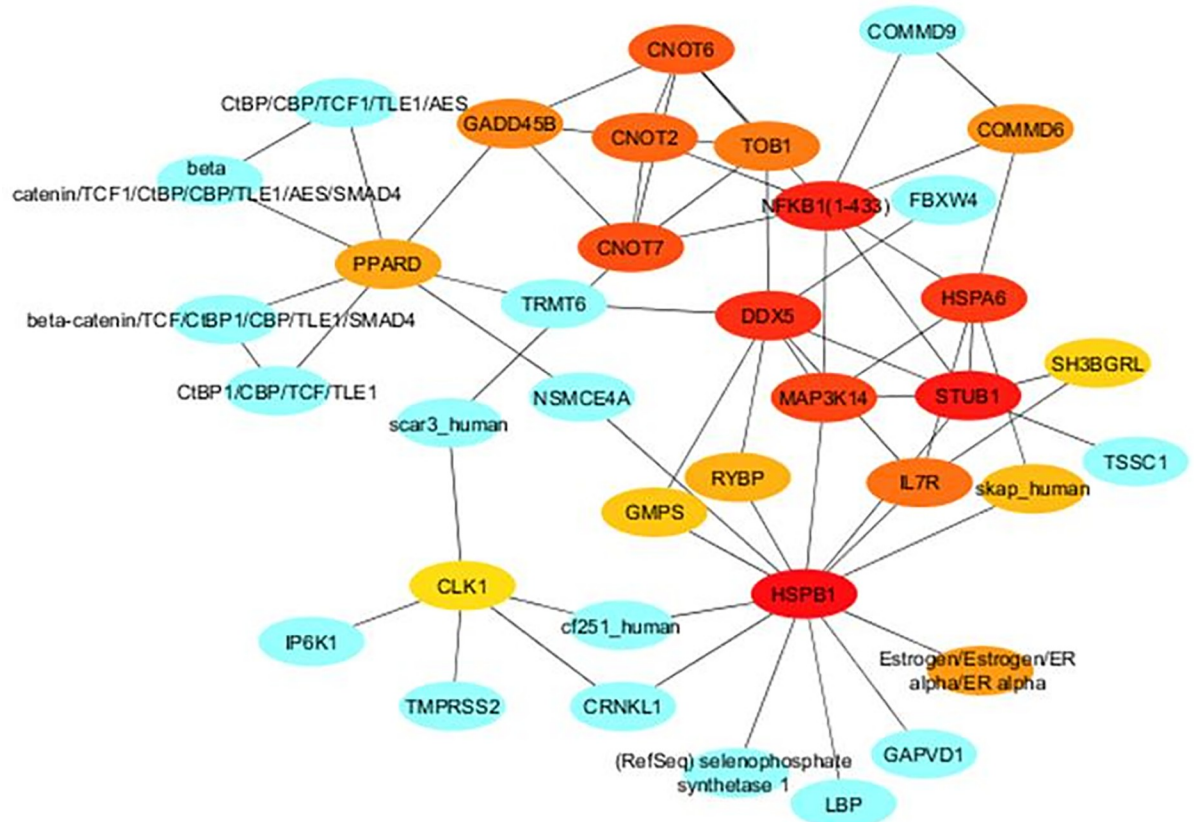 COMMD9
CNOT6
CtBP/CBP/TCF1/TLE1/AES
GADD45B
CNOT2
TOB1
COMMD6
beta
catenin/TCF1/CtBP/CBP/TLE1/AES/SMAD4
NFKB1(1-433)
FBXW4
CNOT7
PPARD
TRMT6
HSPA6
beta-catenin/TCF/CtBP1/CBP/TLE1/SMAD4
DDX5
SH3BGRL
CtBP1/CBP/TCF/TLE1
NSMCE4A
MAP3K14
STUB1
scar3_human
TSSC1
RYBP
IL7R
skap_human
GMPS
CLK1
HSPB1
cf251_human
IP6K1
Estrogen/Estrogen/ER
alpha/ER alpha
TMPRSS2
CRNKL1
(RefSeq) selenophosphate
synthetase 1
GAPVD1
LBP